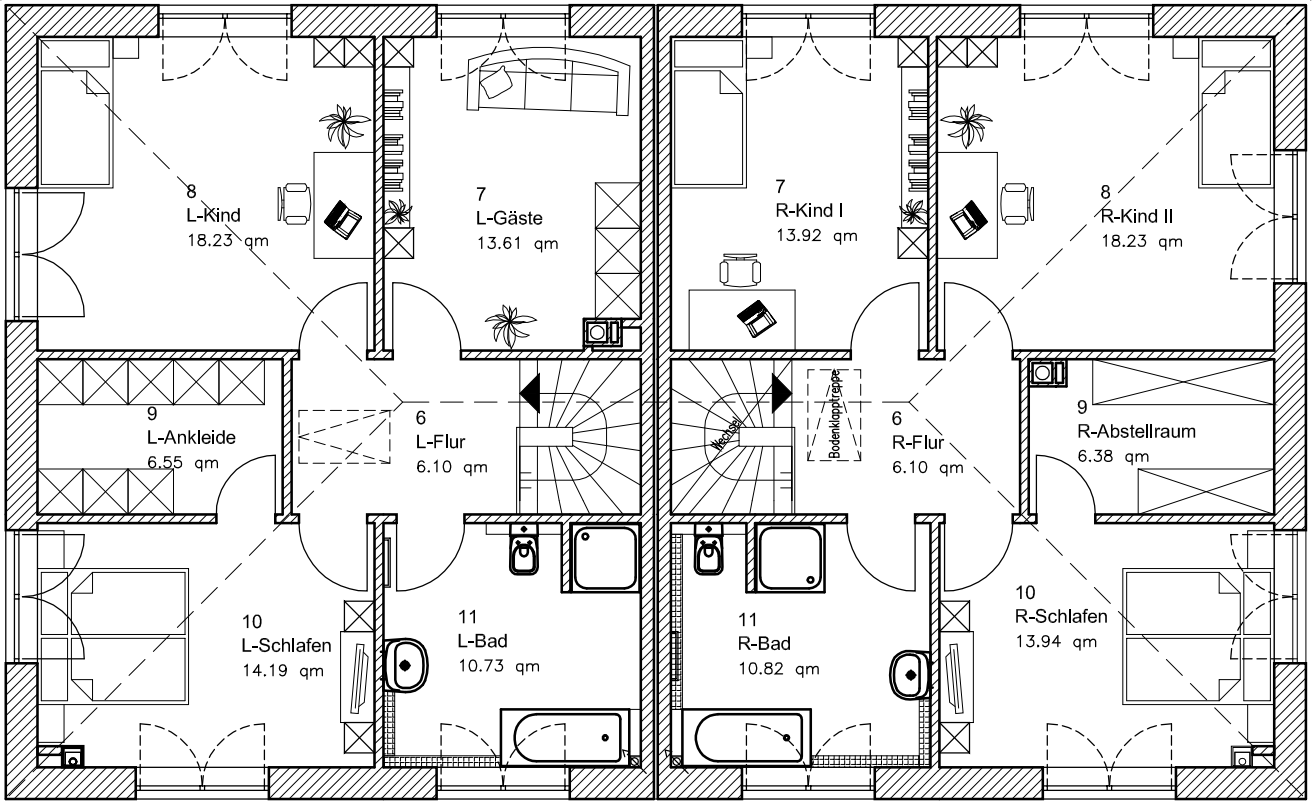 8
L-Kind
18.23 qm
7
L-Gäste
13.61 qm
7
R-Kind I
13.92 qm
8
R-Kind II
18.23 qm
9
L-Ankleide
6.55 qm
6
L-Flur
6.10 qm
Wechsel
Bodenklapptreppe
6
R-Flur
6.10 qm
9
R-Abstellraum
6.38 qm
10
L-Schlafen
14.19 qm
11
L-Bad
10.73 qm
11
R-Bad
10.82 qm
10
R-Schlafen
13.94 qm